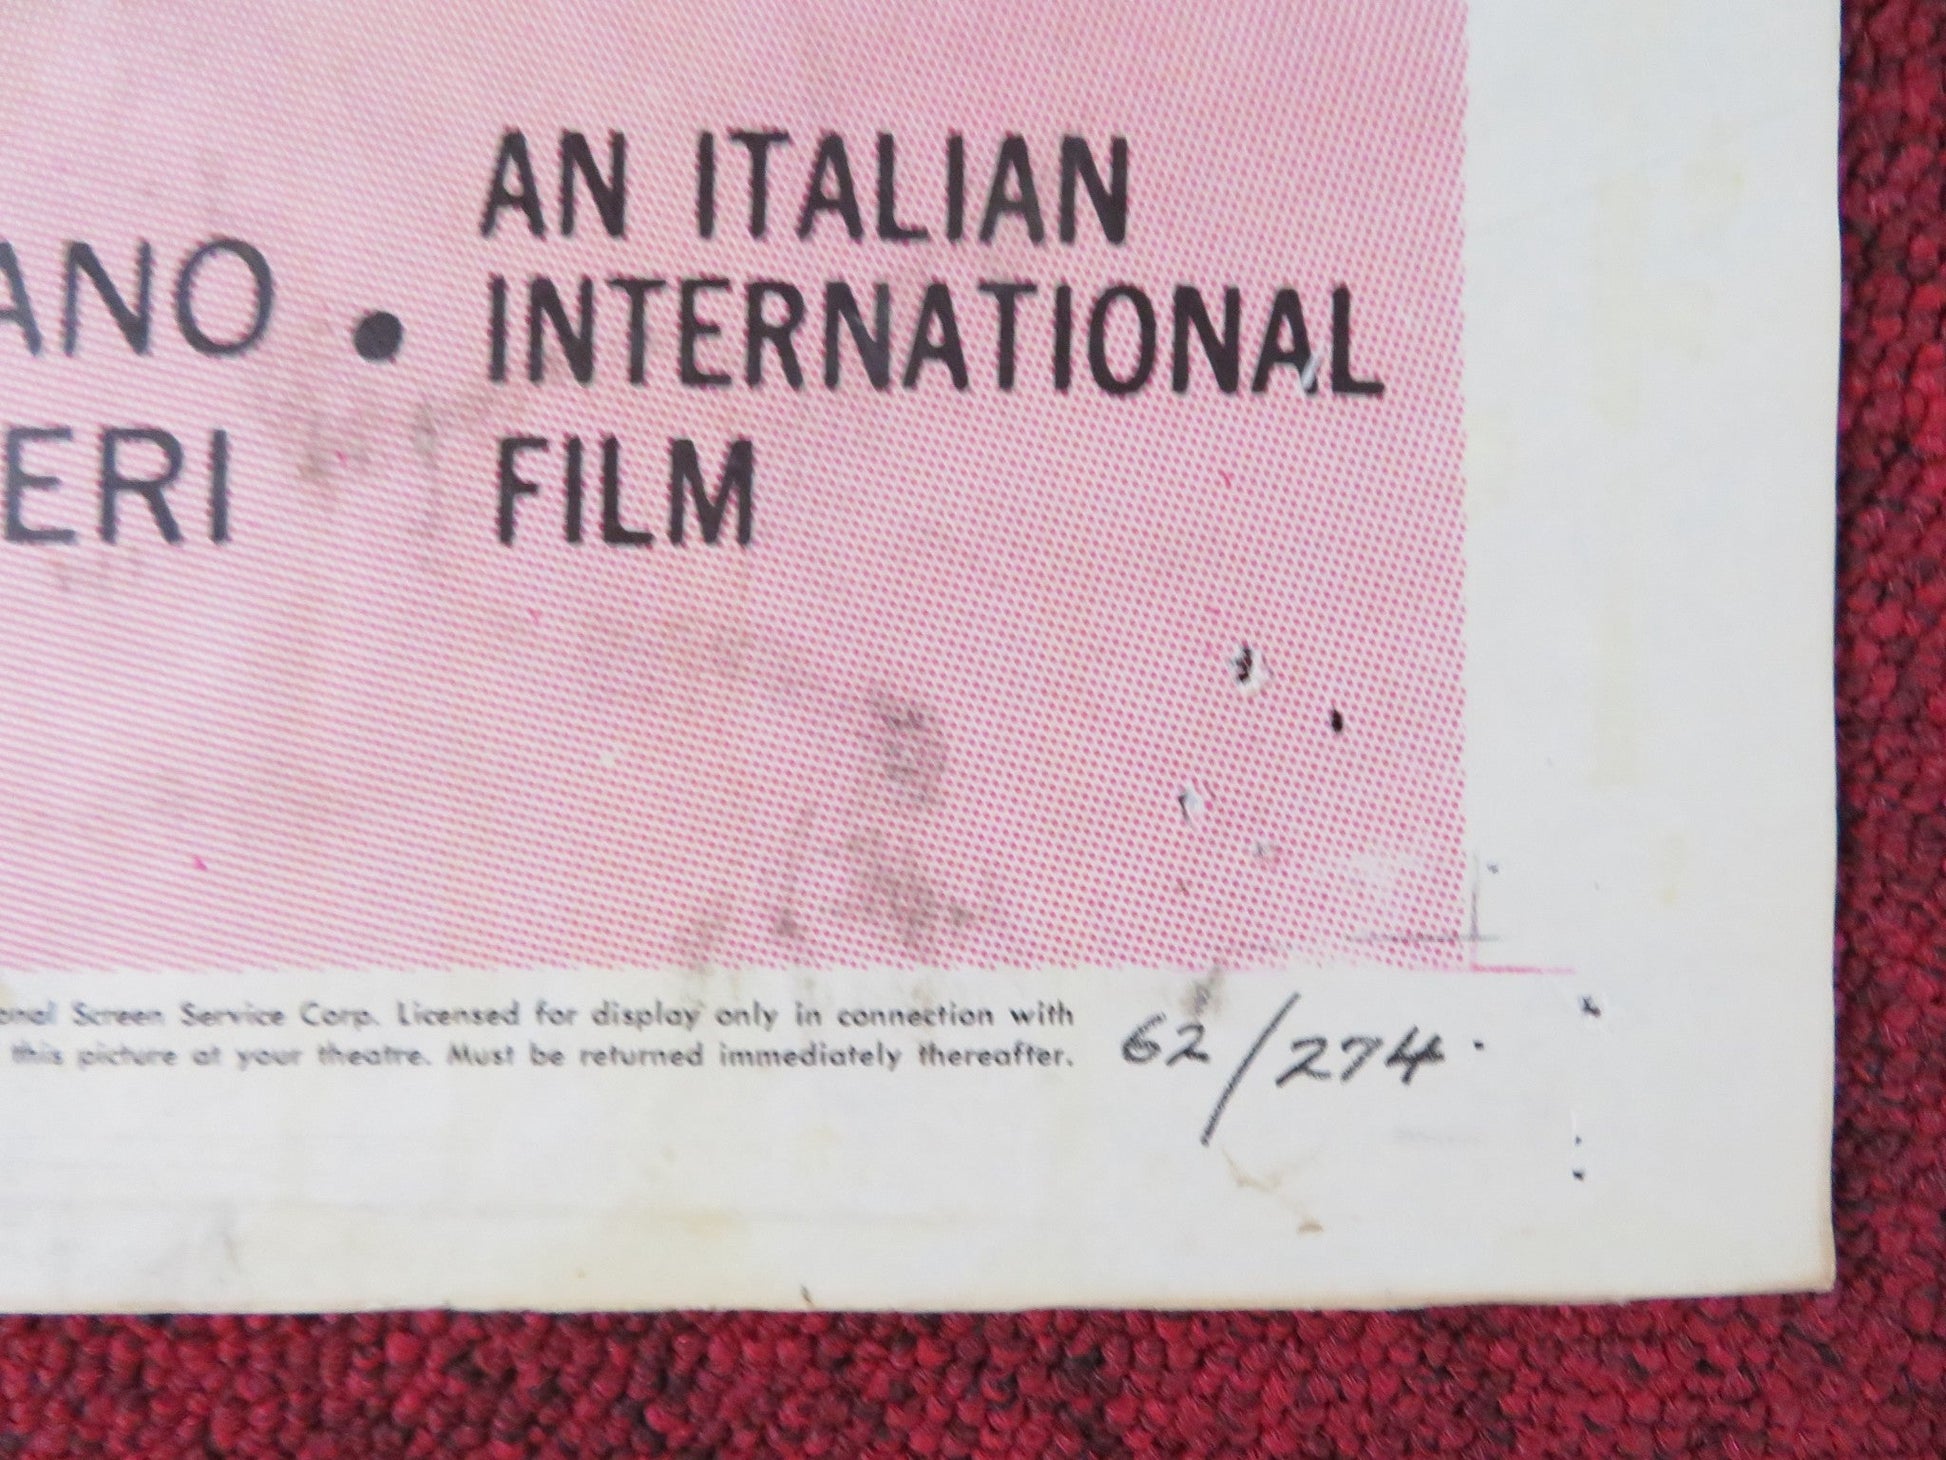 AN ITALIAN
ANO • INTERNATIONAL
ERI FILM
onal Screen Service Corp. Licensed for display only in connection with
this picture at your theatre. Must be returned immediately thereafter.
62/274.